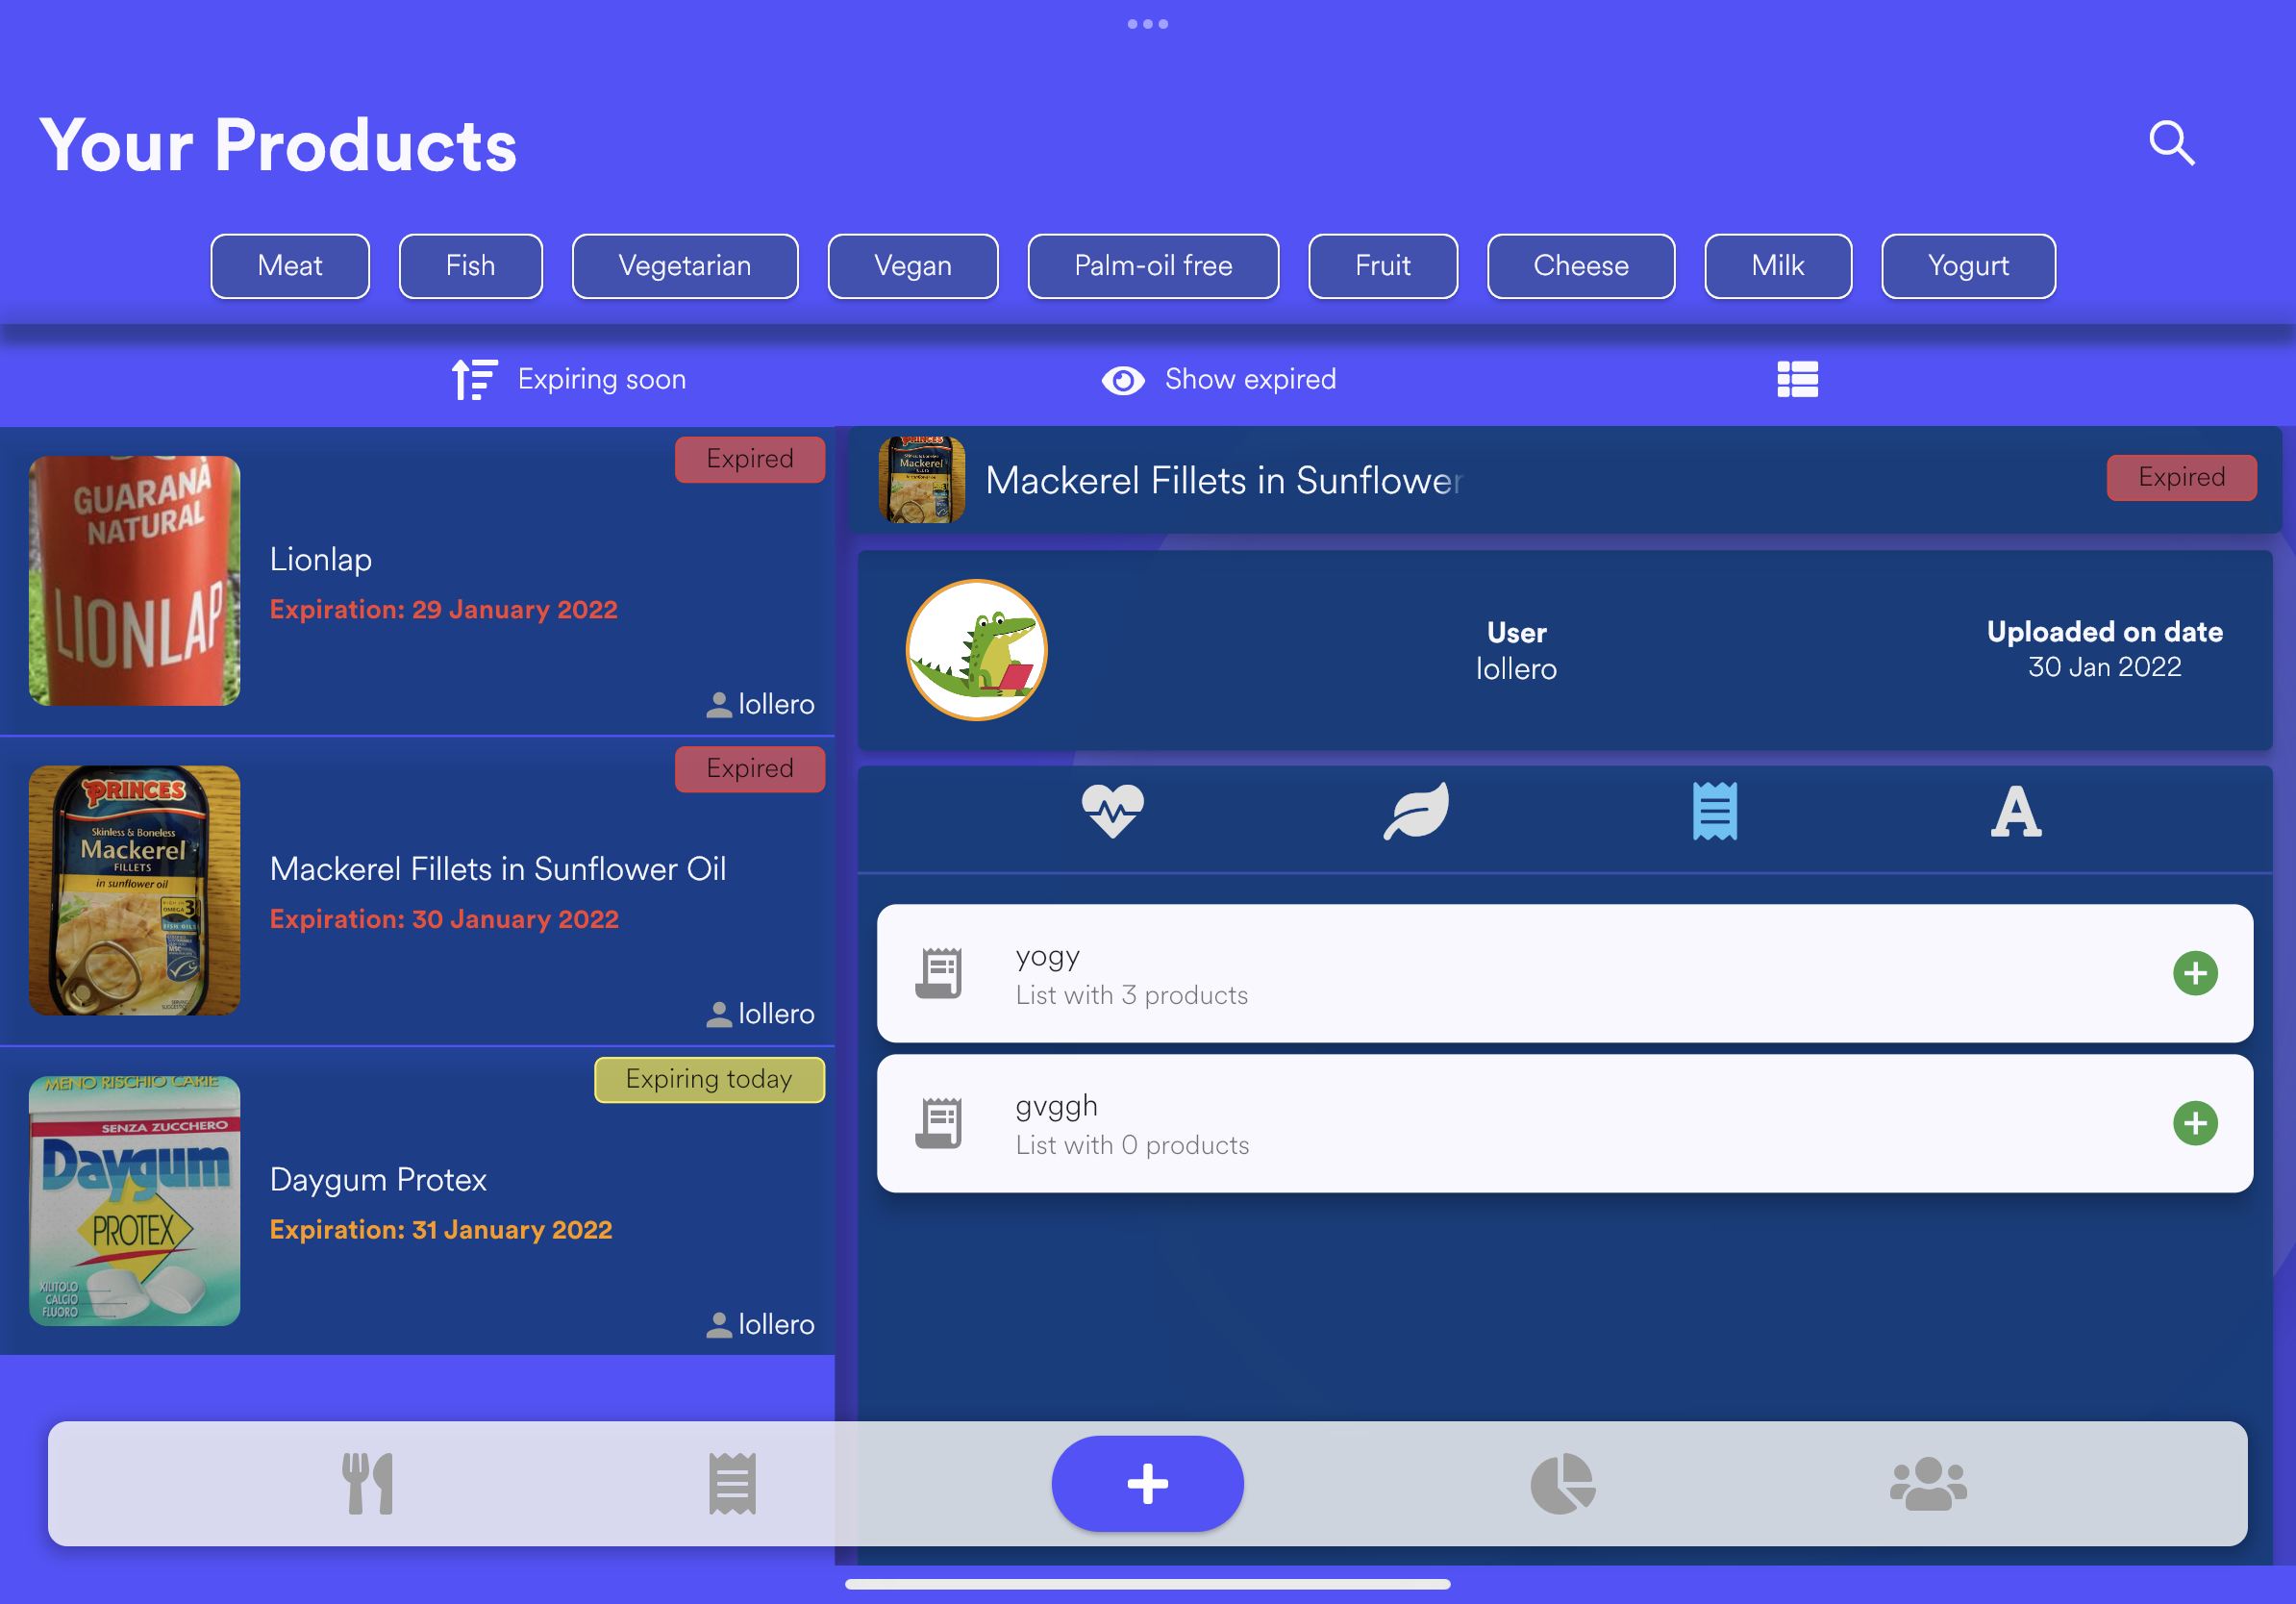 Your Products
Meat
Fish
Vegetarian
Vegan
Palm-oil free
Fruit
Cheese
Milk
Yogurt
Expiring soon
Show expired
Expired
GUARANÀ
NATURAL
LIONLAP
Lionlap
Expiration: 29 January 2022
lollero
Expired
PRINCES
Skinless & Boneless
Mackerel
FILLETS
in sunflower oil
Mackerel Fillets in Sunflower Oil
Expiration: 30 January 2022
lollero
Expiring today
MENO RISCHIO CARIE
SENZA ZUCCHERO
Daygum
PROTEX
XILITOLO
CALCIO
FLUORO
Daygum Protex
Expiration: 31 January 2022
lollero
PRINCES
Mackerel
Mackerel Fillets in Sunflower
Expired
User
lollero
Uploaded on date
30 Jan 2022
yogy
List with 3 products
gvggh
List with 0 products